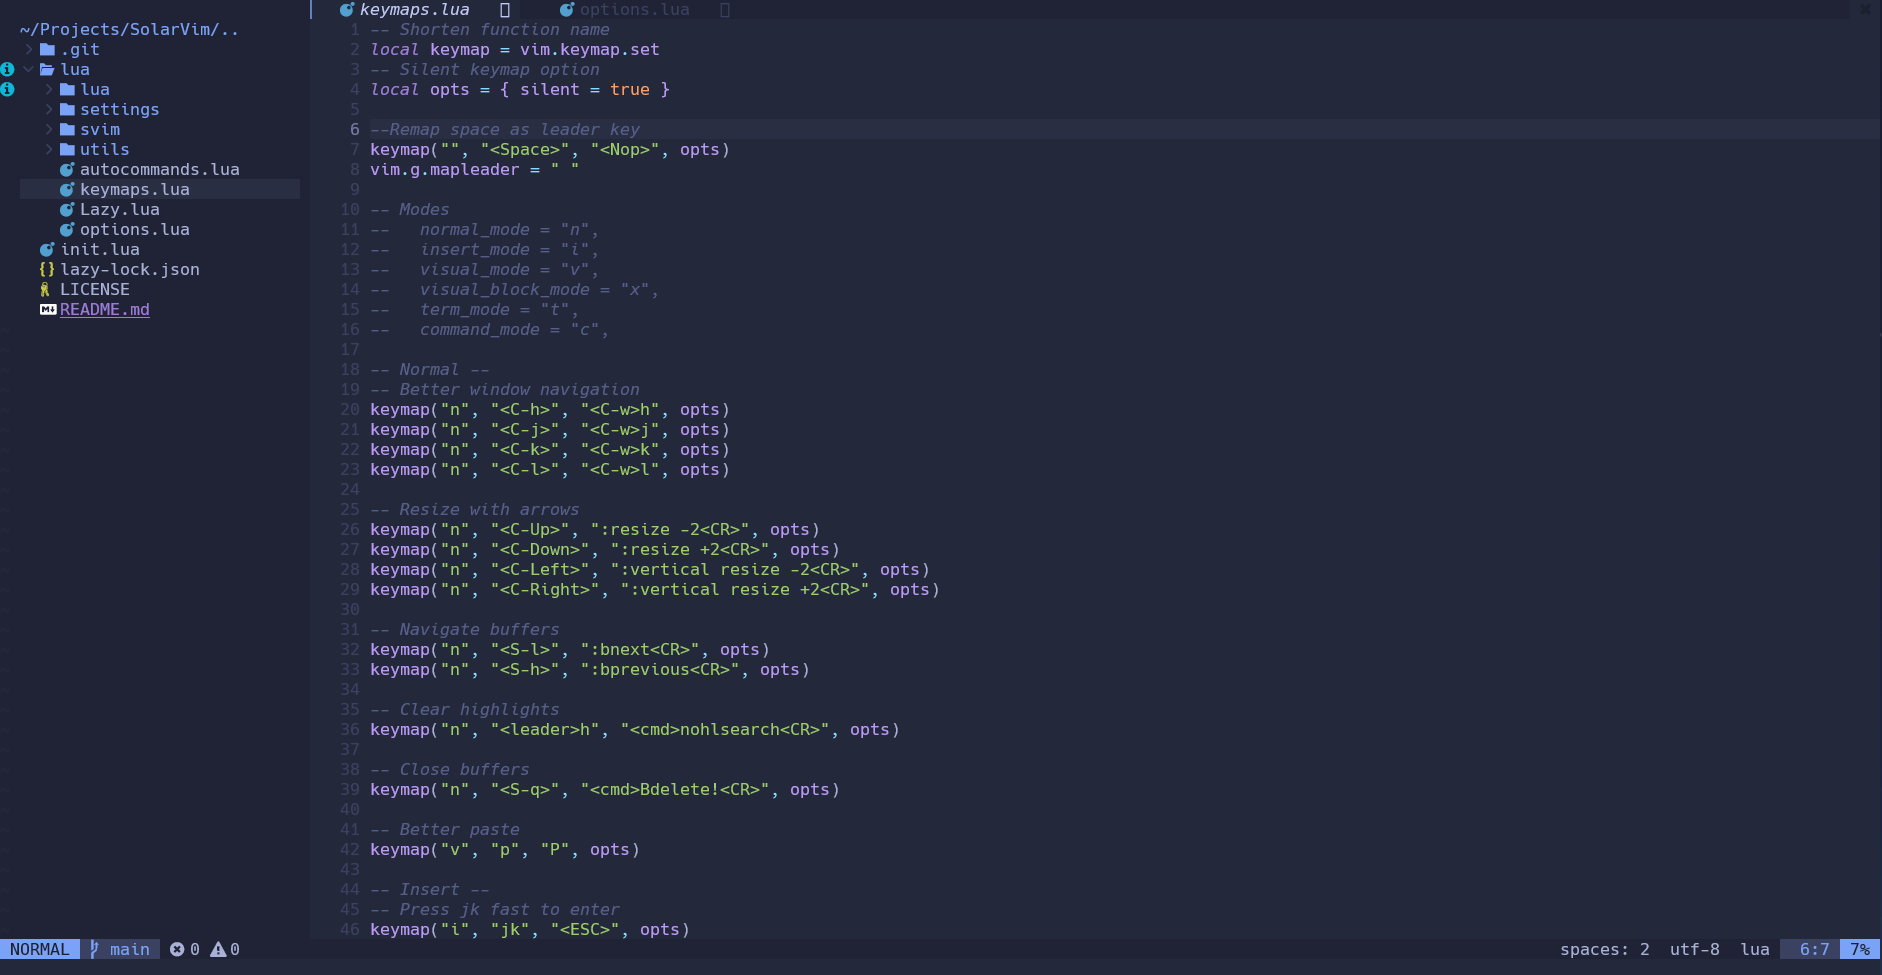 keymaps.lua options.lua
~/Projects/SolarVim/..
.git
lua
lua
settings
svim
utils
autocommands.lua
keymaps.lua
Lazy.lua
options.lua
init.lua
lazy-lock.json
LICENSE
README.md
1 -- Shorten function name
2 local keymap = vim.keymap.set
3 -- Silent keymap option
4 local opts = { silent = true }
5
6 --Remap space as leader key
7 keymap("", "<Space>", "<Nop>", opts)
8 vim.g.mapleader = " "
9
10 -- Modes
11 --   normal_mode = "n",
12 --   insert_mode = "i",
13 --   visual_mode = "v",
14 --   visual_block_mode = "x",
15 --   term_mode = "t",
16 --   command_mode = "c",
17
18 -- Normal --
19 -- Better window navigation
20 keymap("n", "<C-h>", "<C-w>h", opts)
21 keymap("n", "<C-j>", "<C-w>j", opts)
22 keymap("n", "<C-k>", "<C-w>k", opts)
23 keymap("n", "<C-l>", "<C-w>l", opts)
24
25 -- Resize with arrows
26 keymap("n", "<C-Up>", ":resize -2<CR>", opts)
27 keymap("n", "<C-Down>", ":resize +2<CR>", opts)
28 keymap("n", "<C-Left>", ":vertical resize -2<CR>", opts)
29 keymap("n", "<C-Right>", ":vertical resize +2<CR>", opts)
30
31 -- Navigate buffers
32 keymap("n", "<S-l>", ":bnext<CR>", opts)
33 keymap("n", "<S-h>", ":bprevious<CR>", opts)
34
35 -- Clear highlights
36 keymap("n", "<leader>h", "<cmd>nohlsearch<CR>", opts)
37
38 -- Close buffers
39 keymap("n", "<S-q>", "<cmd>Bdelete!<CR>", opts)
40
41 -- Better paste
42 keymap("v", "p", "P", opts)
43
44 -- Insert --
45 -- Press jk fast to enter
46 keymap("i", "jk", "<ESC>", opts)
NORMAL main 0 0 spaces: 2 utf-8 lua 6:7 7%